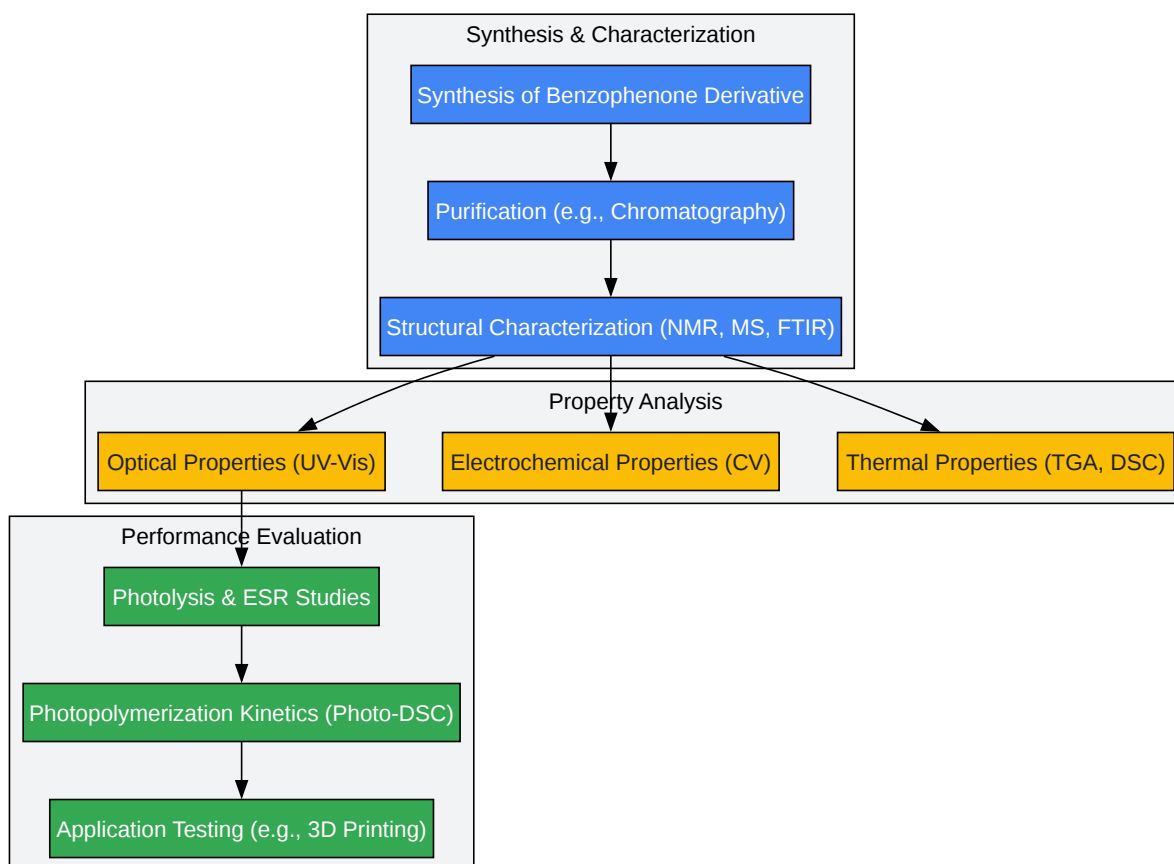 Synthesis & Characterization
Synthesis of Benzophenone Derivative
Purification (e.g., Chromatography)
Structural Characterization (NMR, MS, FTIR)
Property Analysis
Optical Properties (UV-Vis)
Electrochemical Properties (CV)
Thermal Properties (TGA, DSC)
Performance Evaluation
Photolysis & ESR Studies
Photopolymerization Kinetics (Photo-DSC)
Application Testing (e.g., 3D Printing)